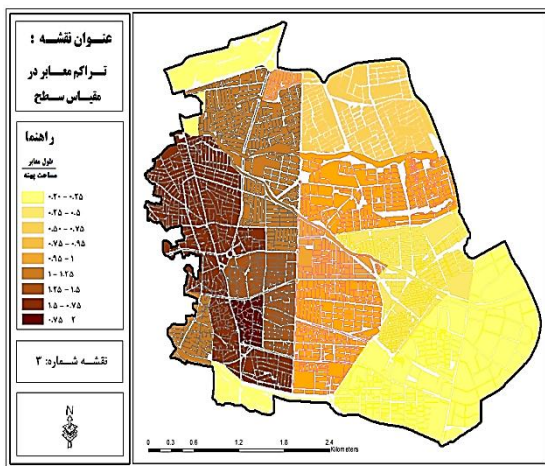 عنوان نقشه :
تراکم معابر در
مقیاس سطح
راهنما
طول معابر
مساحت پهنه
۰.۲۰ - ۰.۲۵
۰.۲۵ - ۰.۵
۰.۵۰ - ۰.۷۵
۰.۷۵ - ۰.۹۵
۰.۹۵ - ۱
۱ - ۱.۲۵
۱.۲۵ - ۱.۵
۱.۵ - ۰.۷۵
۰.۷۵ ۲
نقشه شماره: ۳
N
0 0.3 0.6 1.2 1.8 2.4
Kilometers